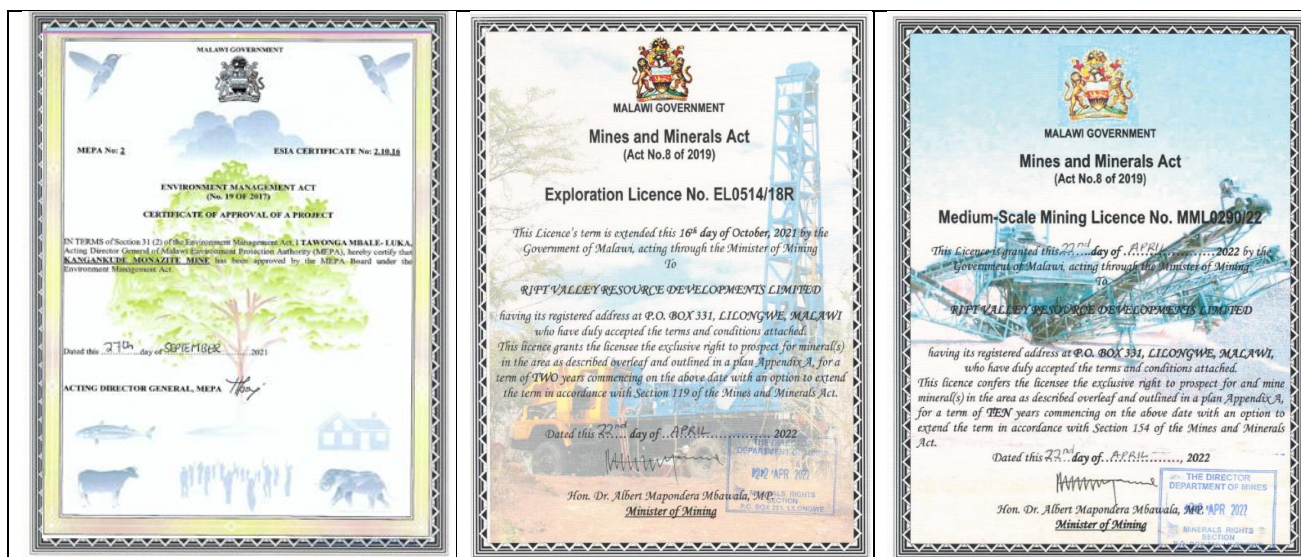 MALAWI GOVERNMENT
MEPA No: 2
ESIA CERTIFICATE No: 2.10.16
ENVIRONMENT MANAGEMENT ACT
(No. 19 OF 2017)
CERTIFICATE OF APPROVAL OF A PROJECT
IN TERMS of Section 31 (2) of the Environment Management Act, I TAWONGA MBALE- LUKA,
Acting Director General of Malawi Environment Protection Authority (MEPA), hereby certify that
KANGANKUDE MONAZITE MINE has been approved by the MEPA Board under the
Environment Management Act.
Dated this 27th day of SEPTEMBER 2021
ACTING DIRECTOR GENERAL, MEPA
MALAWI GOVERNMENT
Mines and Minerals Act
(Act No.8 of 2019)
Exploration Licence No. EL0514/18R
This Licence's term is extended this 16th day of October, 2021 by the
Government of Malawi, acting through the Minister of Mining
To
RIFT VALLEY RESOURCE DEVELOPMENTS LIMITED
having its registered address at P.O. BOX 331, LILONGWE, MALAWI
who have duly accepted the terms and conditions attached.
This licence grants the licensee the exclusive right to prospect for mineral(s)
in the area as described overleaf and outlined in a plan Appendix A, for a
term of TWO years commencing on the above date with an option to extend
the term in accordance with Section 119 of the Mines and Minerals Act.
Dated this 22nd day of APRIL 2022
THE DIRECTOR
DEPARTMENT OF MINES
APR 2022
MINERALS RIGHTS
SECTION
Hon. Dr. Albert Mapondera Mbawala, MP
Minister of Mining
MALAWI GOVERNMENT
Mines and Minerals Act
(Act No.8 of 2019)
Medium-Scale Mining Licence No. MML0290/22
This Licence is granted this 22nd day of APRIL 2022 by the
Government of Malawi, acting through the Minister of Mining
To
RIFT VALLEY RESOURCE DEVELOPMENTS LIMITED
having its registered address at P.O. BOX 331, LILONGWE, MALAWI,
who have duly accepted the terms and conditions attached.
This licence confers the licensee the exclusive right to prospect for and mine
mineral(s) in the area as described overleaf and outlined in a plan Appendix A,
for a term of TEN years commencing on the above date with an option to
extend the term in accordance with Section 154 of the Mines and Minerals
Act.
Dated this 22nd day of APRIL, 2022
THE DIRECTOR
DEPARTMENT OF MINES
APR 2022
MINERALS RIGHTS
SECTION
Hon. Dr. Albert Mapondera Mbawala, MP
Minister of Mining